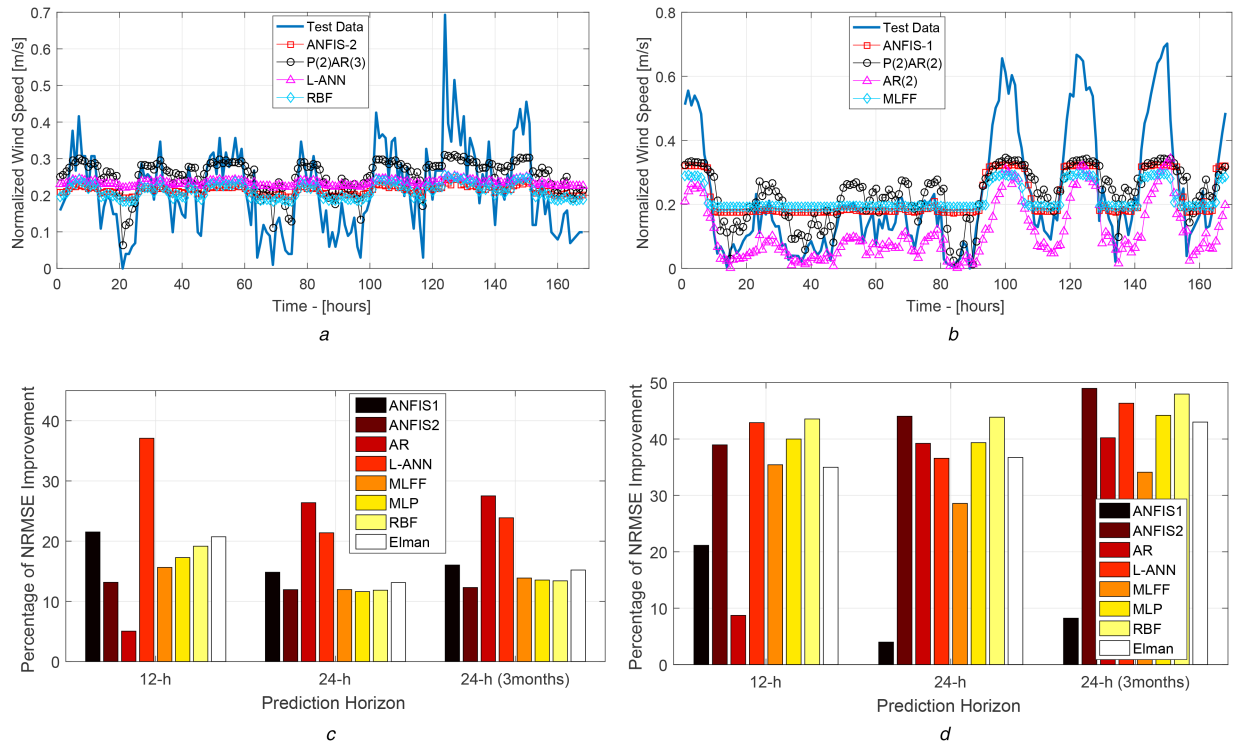 0.7
0.6
0.5
0.4
0.3
0.2
0.1
0
Normalized Wind Speed [m/s]
Test Data
ANFIS-2
P(2)AR(3)
L-ANN
RBF
0 20 40 60 80 100 120 140 160
Time - [hours]
a
0.8
0.6
0.4
0.2
0
Normalized Wind Speed [m/s]
Test Data
ANFIS-1
P(2)AR(2)
AR(2)
MLFF
0 20 40 60 80 100 120 140 160
Time - [hours]
b
40
30
20
10
0
Percentage of NRMSE Improvement
ANFIS1
ANFIS2
AR
L-ANN
MLFF
MLP
RBF
Elman
12-h 24-h 24-h (3months)
Prediction Horizon
c
50
40
30
20
10
0
Percentage of NRMSE Improvement
ANFIS1
ANFIS2
AR
L-ANN
MLFF
MLP
RBF
Elman
12-h 24-h 24-h (3months)
Prediction Horizon
d